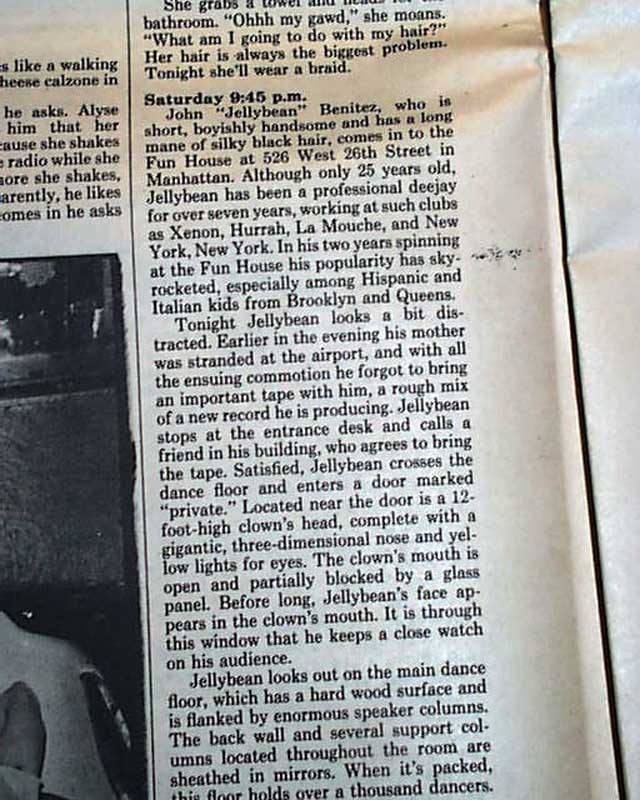 s like a walking
heese calzone in
he asks. Alyse
him that her
ause she shakes
radio while she
ore she shakes,
arently, he likes
omes in he asks
She grabs a towel and heads for
bathroom. “Ohhh my gawd,” she moans.
“What am I going to do with my hair?”
Her hair is always the biggest problem.
Tonight she'll wear a braid.
Saturday 9:45 p.m.
John “Jellybean” Benitez, who is
short, boyishly handsome and has a long
mane of silky black hair, comes in to the
Fun House at 526 West 26th Street in
Manhattan. Although only 25 years old,
Jellybean has been a professional deejay
for over seven years, working at such clubs
as Xenon, Hurrah, La Mouche, and New
York, New York. In his two years spinning
at the Fun House his popularity has sky-
rocketed, especially among Hispanic and
Italian kids from Brooklyn and Queens.
Tonight Jellybean looks a bit dis-
tracted. Earlier in the evening his mother
was stranded at the airport, and with all
the ensuing commotion he forgot to bring
an important tape with him, a rough mix
of a new record he is producing. Jellybean
stops at the entrance desk and calls a
friend in his building, who agrees to bring
the tape. Satisfied, Jellybean crosses the
dance floor and enters a door marked
“private.” Located near the door is a 12-
foot-high clown's head, complete with a
gigantic, three-dimensional nose and yel-
low lights for eyes. The clown's mouth is
open and partially blocked by a glass
panel. Before long, Jellybean's face ap-
pears in the clown's mouth. It is through
this window that he keeps a close watch
on his audience.
Jellybean looks out on the main dance
floor, which has a hard wood surface and
is flanked by enormous speaker columns.
The back wall and several support col-
umns located throughout the room are
sheathed in mirrors. When it's packed,
this floor holds over a thousand dancers.